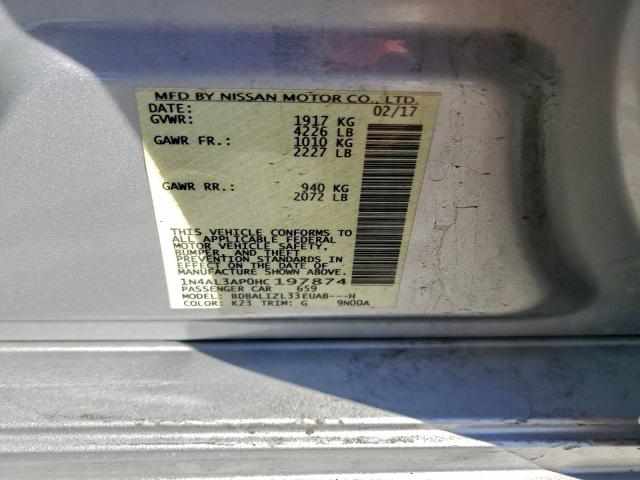 MFD BY NISSAN MOTOR CO., LTD.
DATE: 02/17
GVWR: 1917 KG
4226 LB
GAWR FR.: 1010 KG
2227 LB
GAWR RR.: 940 KG
2072 LB
THIS VEHICLE CONFORMS TO
ALL APPLICABLE FEDERAL
MOTOR VEHICLE SAFETY,
BUMPER, AND THEFT
PREVENTION STANDARDS
IN EFFECT ON THE DATE OF
MANUFACTURE SHOWN ABOVE.
1N4AL3AP0HC197874
PASSENGER CAR 659
MODEL: BDBALIZL33EUAB---H
COLOR: K23 TRIM: G 9N00A